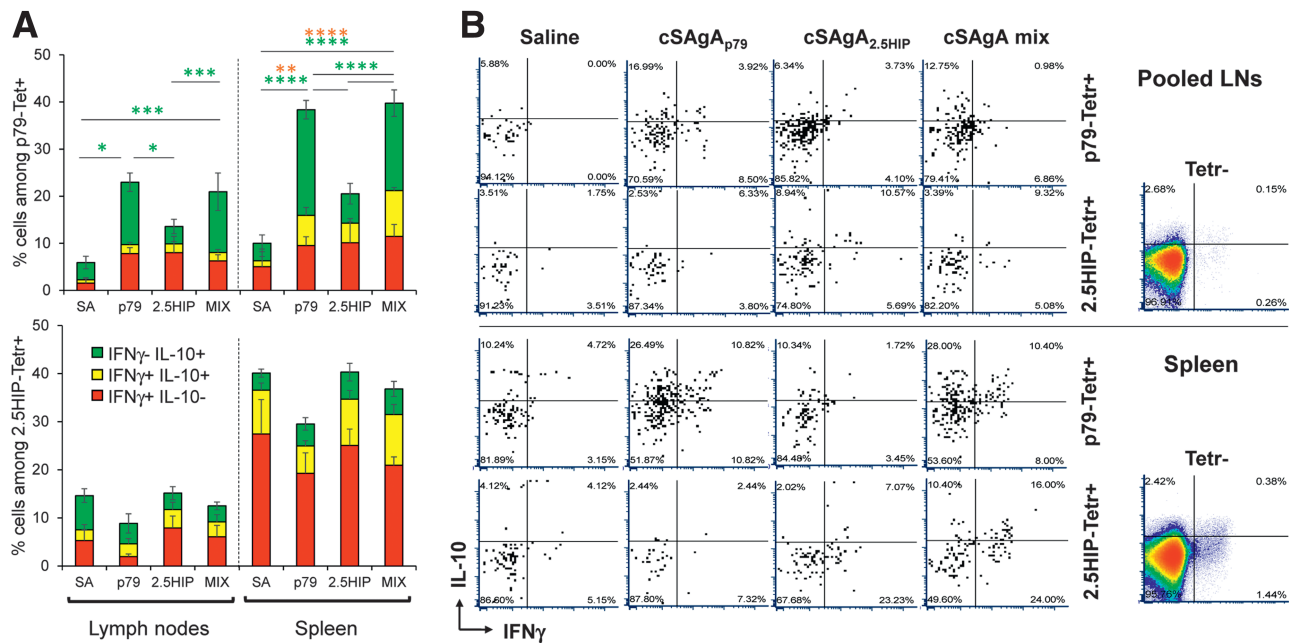 A
% cells among p79-Tet+
50
40
30
20
10
0
****
****
**
****
****
***
***
*
*
SA p79 2.5HIP MIX SA p79 2.5HIP MIX
% cells among 2.5HIP-Tetr+
50
40
30
20
10
0
IFNγ- IL-10+
IFNγ+ IL-10+
IFNγ+ IL-10-
SA p79 2.5HIP MIX SA p79 2.5HIP MIX
Lymph nodes Spleen
B
Saline cSAgAp79 cSAgA2.5HIP cSAgA mix
5.88% 0.00% 16.99% 3.92% 6.34% 3.73% 12.75% 0.98%
94.12% 0.00% 70.59% 8.50% 85.82% 4.10% 79.41% 6.86%
p79-Tetr+
Pooled LNs
3.51% 1.75% 2.53% 6.33% 8.94% 10.57% 3.39% 9.32%
91.23% 3.51% 87.34% 3.80% 74.80% 5.69% 82.20% 5.08%
2.5HIP-Tetr+
Tetr-
2.68% 0.15%
0.26%
10.24% 4.72% 26.49% 10.82% 10.34% 1.72% 28.00% 10.40%
81.89% 3.15% 51.87% 10.82% 84.48% 3.45% 53.60% 8.00%
p79-Tetr+
Spleen
4.12% 4.12% 2.44% 2.44% 2.02% 7.07% 10.40% 16.00%
86.60% 5.15% 87.80% 7.32% 67.68% 23.23% 49.60% 24.00%
2.5HIP-Tetr+
Tetr-
2.42% 0.38%
1.44%
IL-10
IFNγ